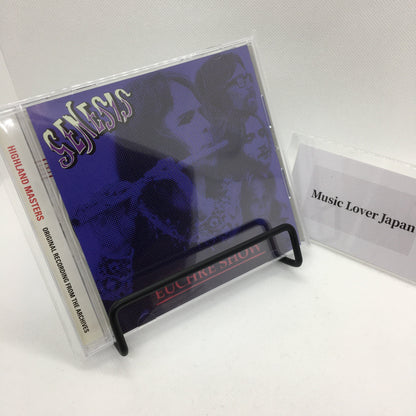 GENESIS
HIGHLAND MASTERS
ORIGINAL RECORDING FROM THE ARCHIVES
EUCHRE SHOW
Music Lover Japan